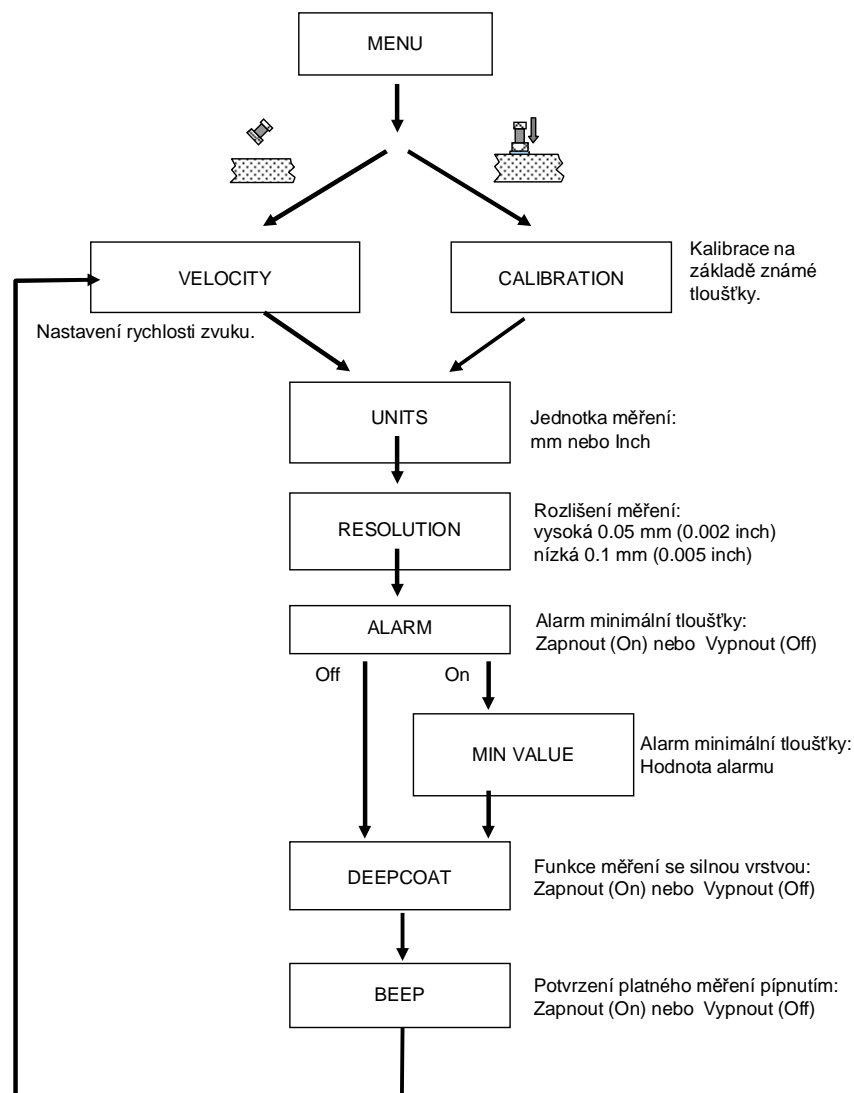 MENU
VELOCITY
CALIBRATION
Kalibrace na
základě známé
tloušťky.
Nastavení rychlosti zvuku.
UNITS
Jednotka měření:
mm nebo Inch
RESOLUTION
Rozlišení měření:
vysoká 0.05 mm (0.002 inch)
nízká 0.1 mm (0.005 inch)
ALARM
Alarm minimální tloušťky:
Zapnout (On) nebo  Vypnout (Off)
Off
On
MIN VALUE
Alarm minimální tloušťky:
Hodnota alarmu
DEEPCOAT
Funkce měření se silnou vrstvou:
Zapnout (On) nebo  Vypnout (Off)
BEEP
Potvrzení platného měření pípnutím:
Zapnout (On) nebo  Vypnout (Off)